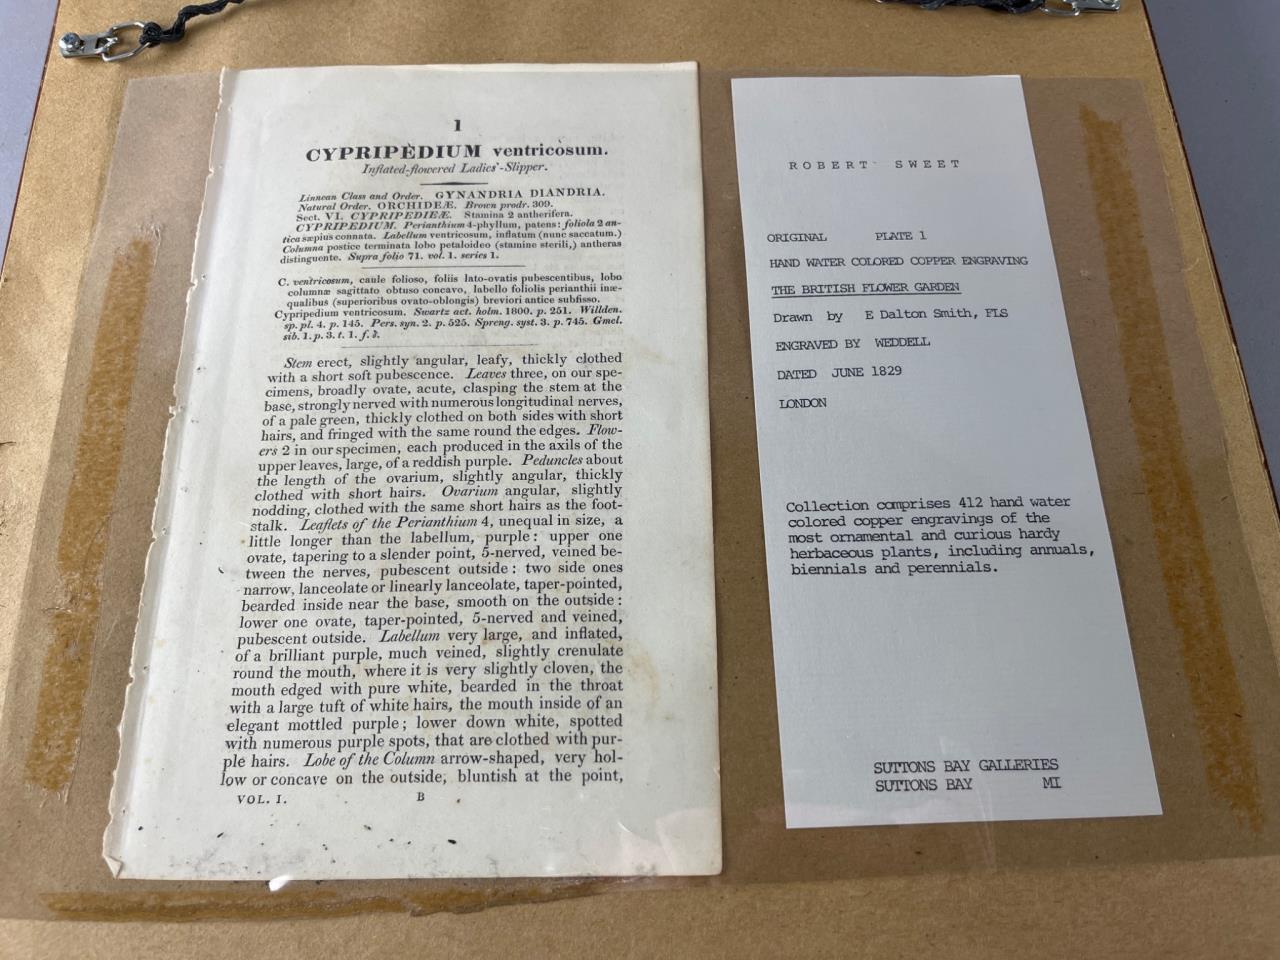 1
CYPRIPÈDIUM ventricòsum.
Inflated-flowered Ladies'-Slipper.
Linnean Class and Order. GYNANDRIA DIANDRIA.
Natural Order. ORCHIDEÆ. Brown prodr. 309.
Sect. VI. CYPRIPEDIEÆ. Stamina 2 antherifera.
CYPRIPEDIUM. Perianthium 4-phyllum, patens: foliola 2 an-
tica sæpius connata. Labellum ventricosum, inflatum (nunc saccatum.)
Columna postice terminata lobo petaloideo (stamine sterili,) antheras
distinguente. Supra folio 71. vol. 1. series 1.
C. ventricosum, caule folioso, foliis lato-ovatis pubescentibus, lobo
columnæ sagittato obtuso concavo, labello foliolis perianthii inæ-
qualibus (superioribus ovato-oblongis) breviori antice subfisso.
Cypripedium ventricosum. Swartz act. holm. 1800. p. 251. Willden.
sp. pl. 4. p. 145. Pers. syn. 2. p. 525. Spreng. syst. 3. p. 745. Gmel.
sib. 1. p. 3. t. 1. f.
Stem erect, slightly angular, leafy, thickly clothed
with a short soft pubescence. Leaves three, on our spe-
cimens, broadly ovate, acute, clasping the stem at the
base, strongly nerved with numerous longitudinal nerves,
of a pale green, thickly clothed on both sides with short
hairs, and fringed with the same round the edges. Flow-
ers 2 in our specimen, each produced in the axils of the
upper leaves, large, of a reddish purple. Peduncles about
the length of the ovarium, slightly angular, thickly
clothed with short hairs. Ovarium angular, slightly
nodding, clothed with the same short hairs as the foot-
stalk. Leaflets of the Perianthium 4, unequal in size, a
little longer than the labellum, purple: upper one
ovate, tapering to a slender point, 5-nerved, veined be-
tween the nerves, pubescent outside: two side ones
narrow, lanceolate or linearly lanceolate, taper-pointed,
bearded inside near the base, smooth on the outside:
lower one ovate, taper-pointed, 5-nerved and veined,
pubescent outside. Labellum very large, and inflated,
of a brilliant purple, much veined, slightly crenulate
round the mouth, where it is very slightly cloven, the
mouth edged with pure white, bearded in the throat
with a large tuft of white hairs, the mouth inside of an
elegant mottled purple; lower down white, spotted
with numerous purple spots, that are clothed with pur-
ple hairs. Lobe of the Column arrow-shaped, very hol-
low or concave on the outside, bluntish at the point,
VOL. I. B
ROBERT SWEET
ORIGINAL PLATE 1
HAND WATER COLORED COPPER ENGRAVING
THE BRITISH FLOWER GARDEN
Drawn by E Dalton Smith, FLS
ENGRAVED BY WEDDELL
DATED JUNE 1829
LONDON
Collection comprises 412 hand water
colored copper engravings of the
most ornamental and curious hardy
herbaceous plants, including annuals,
biennials and perennials.
SUTTONS BAY GALLERIES
SUTTONS BAY MI